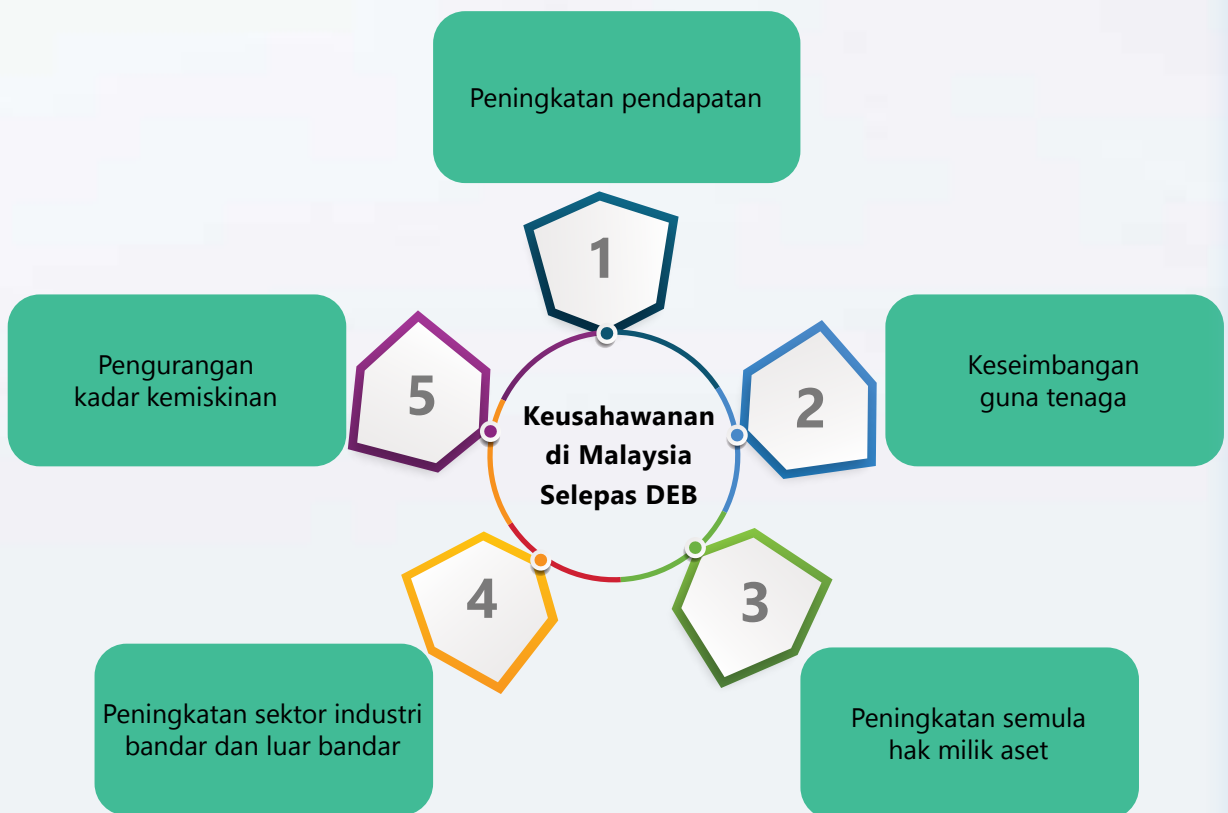 Peningkatan pendapatan
1
Pengurangan
kadar kemiskinan
5
Keusahawanan
di Malaysia
Selepas DEB
2
Keseimbangan
guna tenaga
4
3
Peningkatan sektor industri
bandar dan luar bandar
Peningkatan semula
hak milik aset